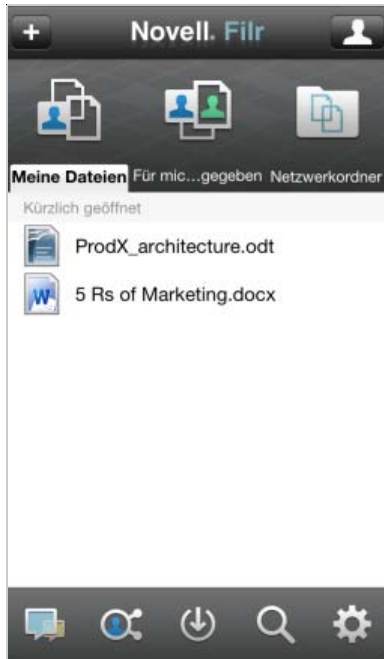 Novell. Filr
Meine Dateien Für mic...gegeben Netzwerkordner
Kürzlich geöffnet
ProdX_architecture.odt
5 Rs of Marketing.docx